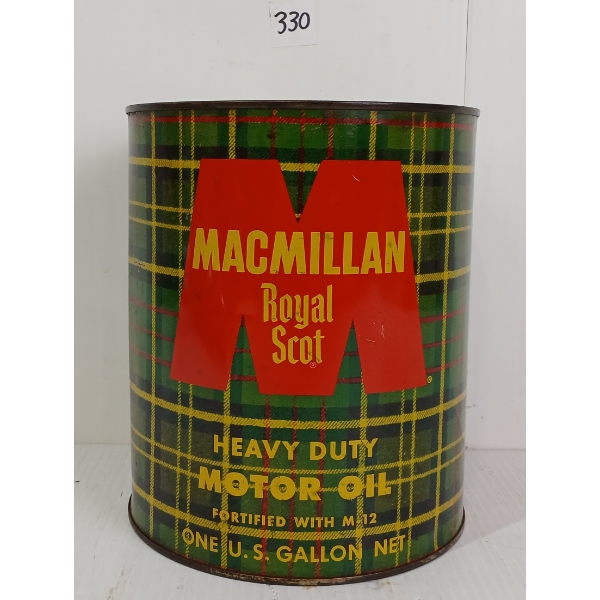 330
MACMILLAN
Royal
Scot
®
®
HEAVY DUTY
MOTOR OIL
FORTIFIED WITH M-12
ONE U.S. GALLON NET